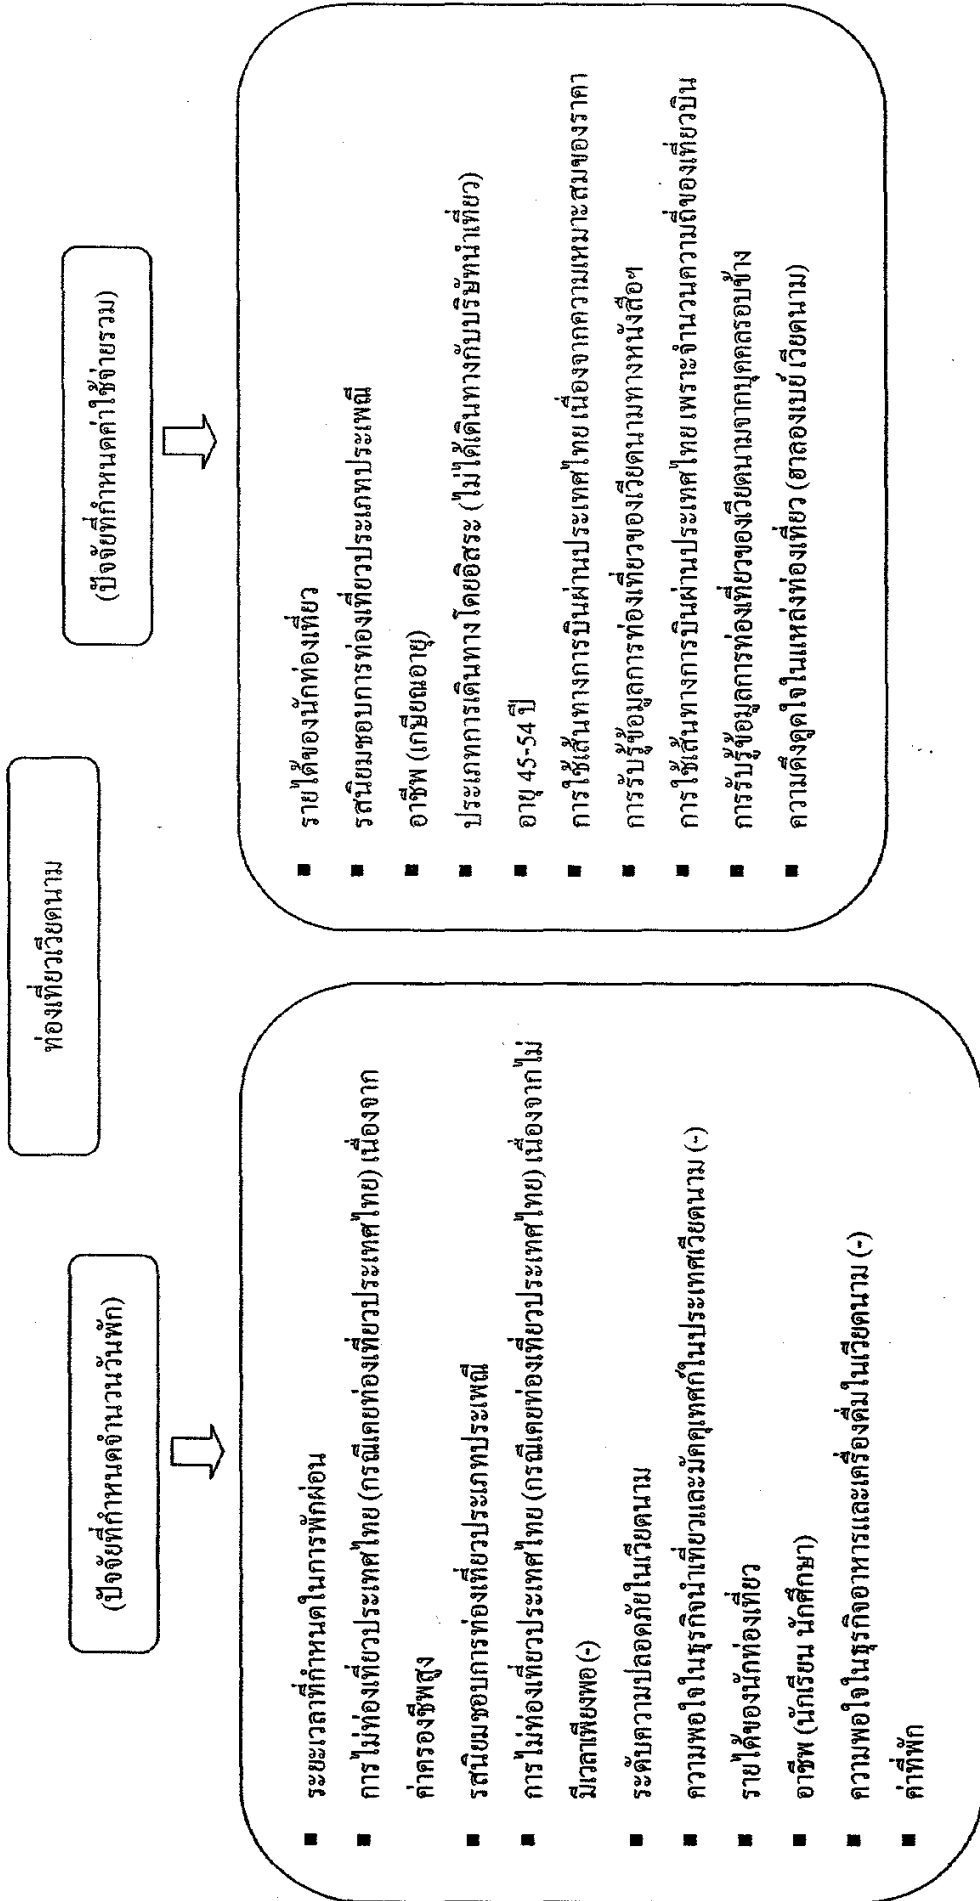 ท่องเที่ยวเวียดนาม
(ปัจจัยที่กำหนดจำนวนวันพัก)
■ ระยะเวลาที่กำหนดในการพักผ่อน
■ การไม่ท่องเที่ยวประเทศไทย (กรณีเคยท่องเที่ยวประเทศไทย) เนื่องจาก
ค่าครองชีพสูง
■ รสนิยมชอบการท่องเที่ยวประเภทประเพณี
■ การไม่ท่องเที่ยวประเทศไทย (กรณีเคยท่องเที่ยวประเทศไทย) เนื่องจากไม่
มีเวลาเพียงพอ (-)
■ ระดับความปลอดภัยในเวียดนาม
■ ความพอใจในธุรกิจนำเที่ยวและมัคคุเทศก์ในประเทศเวียดนาม (-)
■ รายได้ของนักท่องเที่ยว
■ อาชีพ (นักเรียน นักศึกษา)
■ ความพอใจในธุรกิจอาหารและเครื่องดื่มในเวียดนาม (-)
■ ค่าที่พัก
(ปัจจัยที่กำหนดค่าใช้จ่ายรวม)
■ รายได้ของนักท่องเที่ยว
■ รสนิยมชอบการท่องเที่ยวประเภทประเพณี
■ อาชีพ (เกษียณอายุ)
■ ประเภทการเดินทางโดยอิสระ (ไม่ได้เดินทางกับบริษัทนำเที่ยว)
■ อายุ 45-54 ปี
■ การใช้เส้นทางการบินผ่านประเทศไทย เนื่องจากความเหมาะสมของราคา
■ การรับรู้ข้อมูลการท่องเที่ยวของเวียดนามทางหนังสือฯ
■ การใช้เส้นทางการบินผ่านประเทศไทย เพราะจำนวนความถี่ของเที่ยวบิน
■ การรับรู้ข้อมูลการท่องเที่ยวของเวียดนามจากบุคคลรอบข้าง
■ ความดึงดูดใจในแหล่งท่องเที่ยว (ฮาลองเบย์ เวียดนาม)